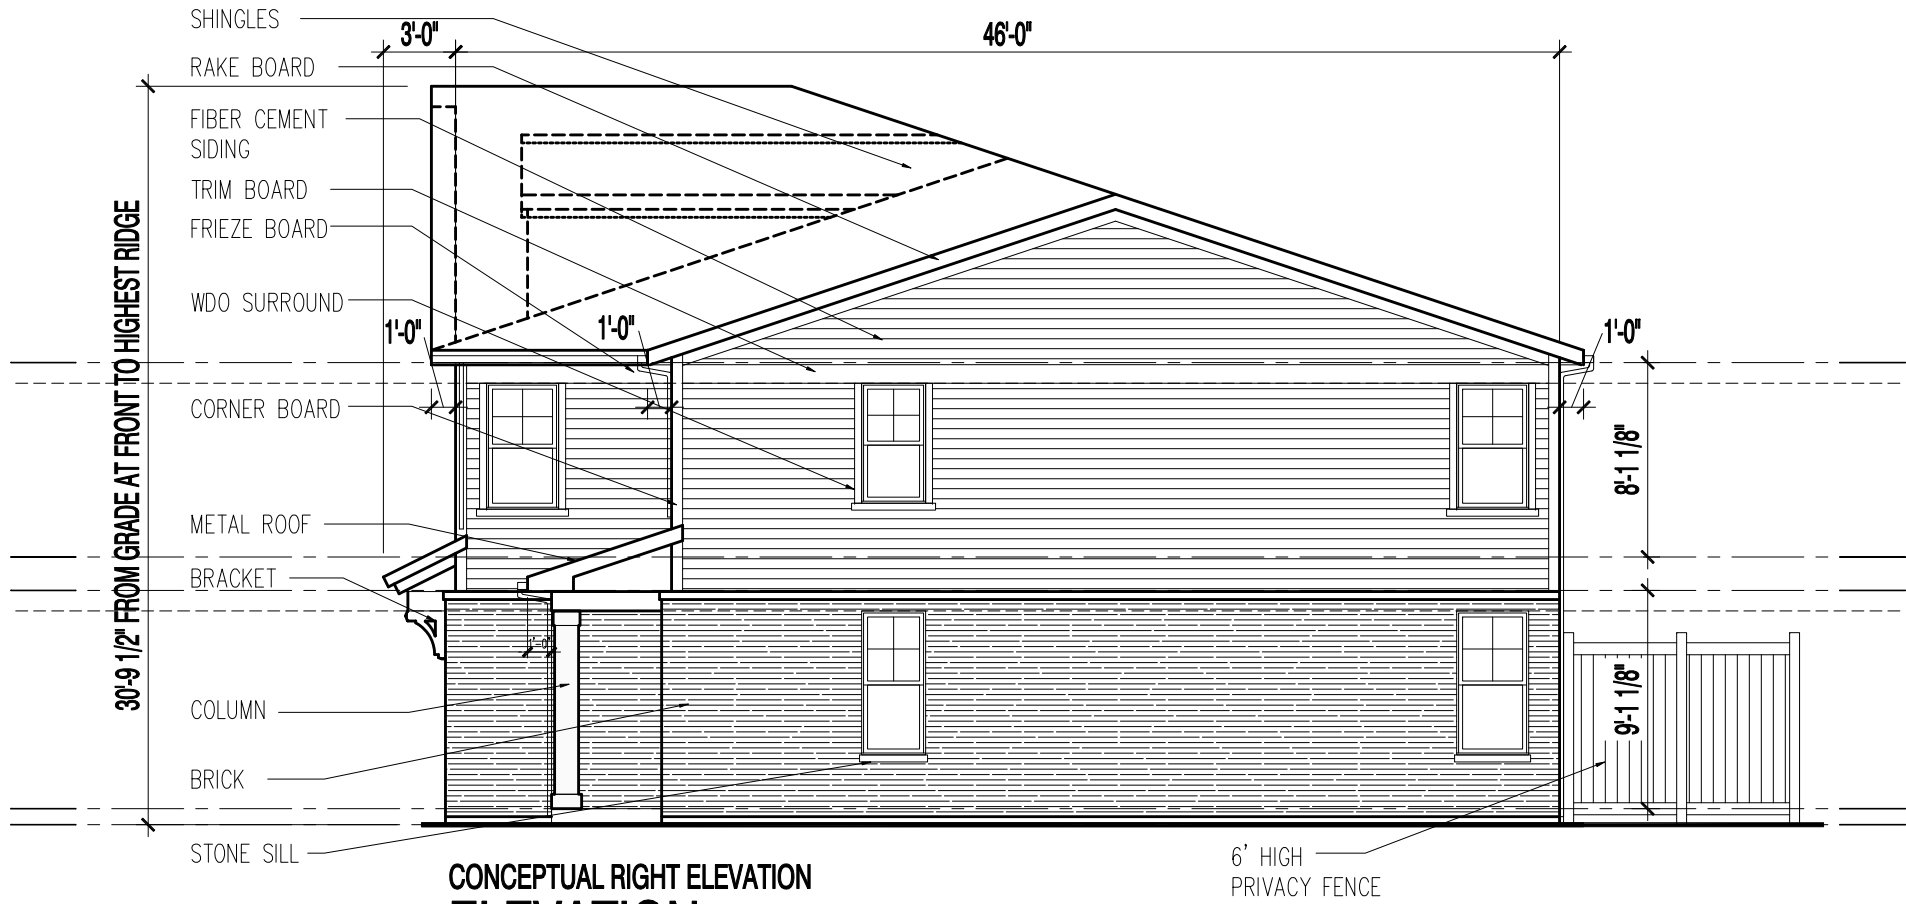 SHINGLES
3'-0"
46'-0"
RAKE BOARD
FIBER CEMENT
SIDING
TRIM BOARD
FRIEZE BOARD
WDO SURROUND
1'-0"
1'-0"
1'-0"
CORNER BOARD
8'-1 1/8"
30'-9 1/2" FROM GRADE AT FRONT TO HIGHEST RIDGE
METAL ROOF
BRACKET
1'-0"
COLUMN
9'-1 1/8"
BRICK
STONE SILL
6' HIGH
PRIVACY FENCE
CONCEPTUAL RIGHT ELEVATION
ELEVATION